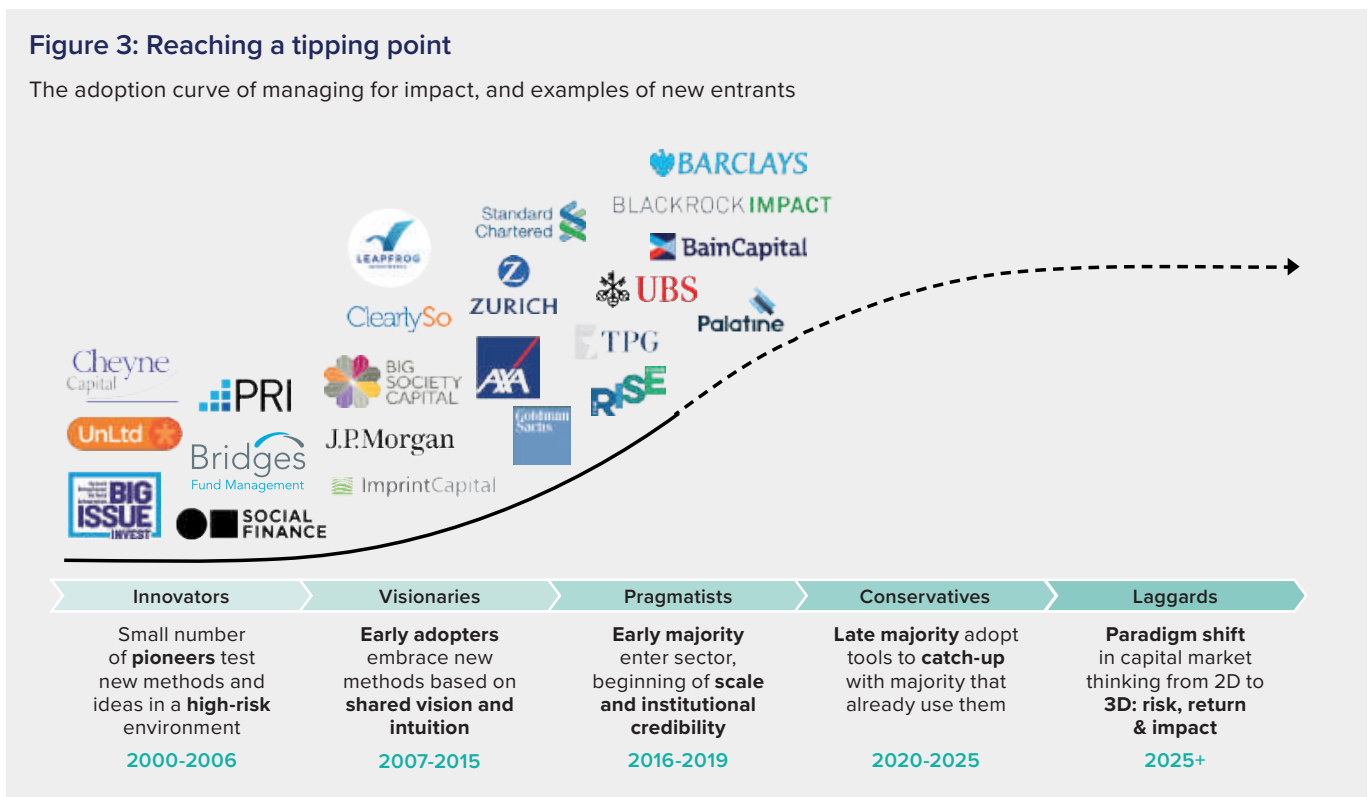 Figure 3: Reaching a tipping point
The adoption curve of managing for impact, and examples of new entrants
BARCLAYS
BLACKROCK IMPACT
Standard
Chartered
LEAPFROG
BainCapital
ZURICH
UBS
ClearlySo
Palatine
TPG
Cheyne
Capital
PRI
BIG
SOCIETY
CAPITAL
AXA
RISE
Goldman
Sachs
UnLtd
J.P.Morgan
Bridges
Fund Management
ImprintCapital
BIG
ISSUE
INVEST
SOCIAL
FINANCE
Innovators
Small number
of pioneers test
new methods and
ideas in a high-risk
environment
2000-2006
Visionaries
Early adopters
embrace new
methods based on
shared vision and
intuition
2007-2015
Pragmatists
Early majority
enter sector,
beginning of scale
and institutional
credibility
2016-2019
Conservatives
Late majority adopt
tools to catch-up
with majority that
already use them
2020-2025
Laggards
Paradigm shift
in capital market
thinking from 2D to
3D: risk, return
& impact
2025+